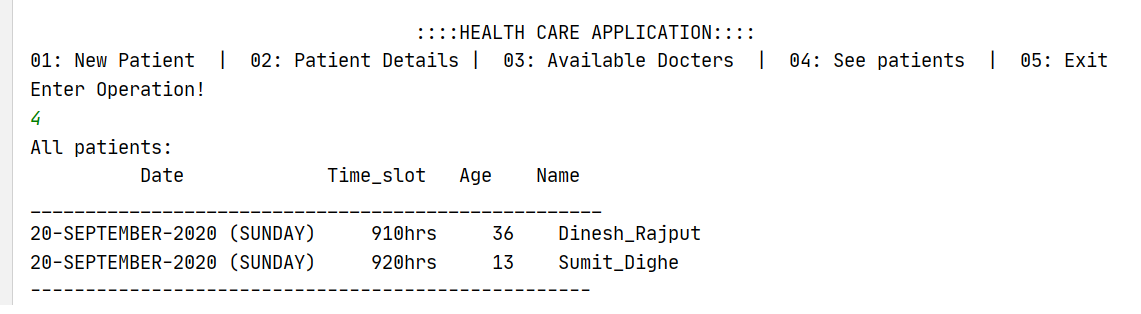 ::::HEALTH CARE APPLICATION::::
01: New Patient | 02: Patient Details | 03: Available Docters | 04: See patients | 05: Exit
Enter Operation!
4
All patients:
Date Time_slot Age Name
____________________________________________________
20-SEPTEMBER-2020 (SUNDAY) 910hrs 36 Dinesh_Rajput
20-SEPTEMBER-2020 (SUNDAY) 920hrs 13 Sumit_Dighe
---------------------------------------------------